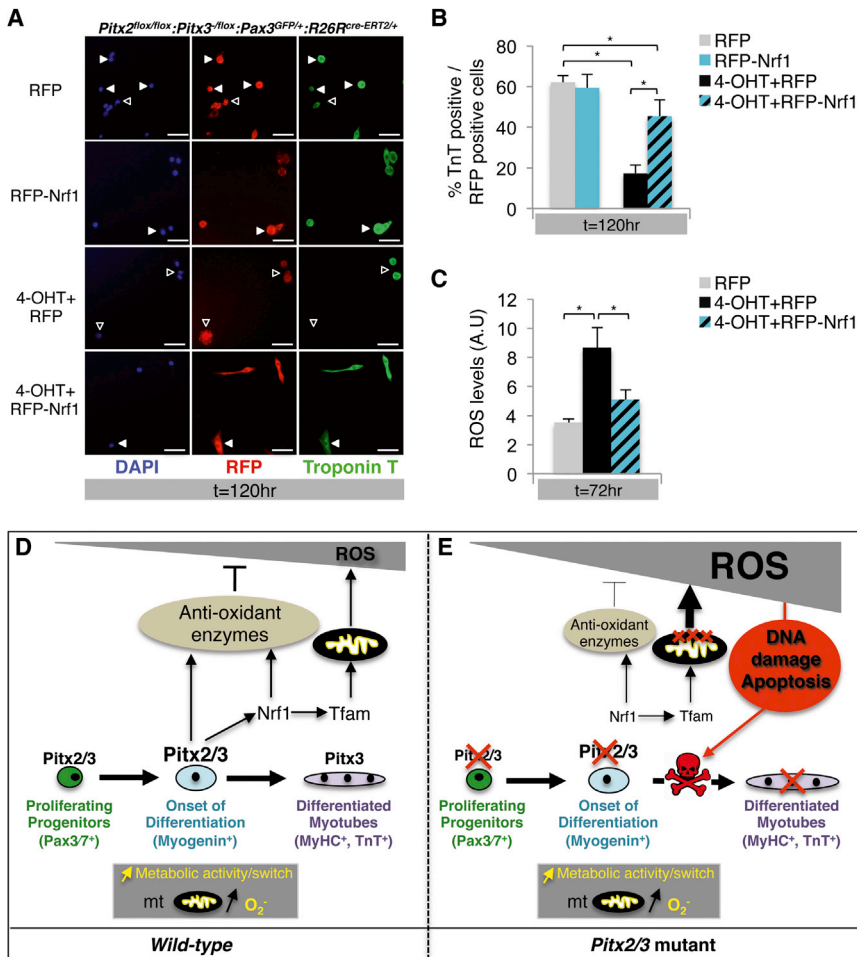 A
Pitx2flox/flox:Pitx3-/flox:Pax3GFP/+:R26Rcre-ERT2/+
RFP
RFP-Nrf1
4-OHT+
RFP
4-OHT+
RFP-Nrf1
DAPI
RFP
Troponin T
t=120hr
B
% TnT positive /
RFP positive cells
80
60
40
20
0
*
*
*
t=120hr
RFP
RFP-Nrf1
4-OHT+RFP
4-OHT+RFP-Nrf1
C
ROS levels (A.U)
12
10
8
6
4
2
0
*
*
t=72hr
RFP
4-OHT+RFP
4-OHT+RFP-Nrf1
D
ROS
Anti-oxidant
enzymes
Nrf1
Tfam
Pitx2/3
Pitx2/3
Pitx3
Proliferating
Progenitors
(Pax3/7+)
Onset of
Differentiation
(Myogenin+)
Differentiated
Myotubes
(MyHC+, TnT+)
Metabolic activity/switch
mt
O2-
Wild-type
E
ROS
Anti-oxidant
enzymes
DNA
damage
Apoptosis
Nrf1
Tfam
Pitx2/3
Pitx2/3
Proliferating
Progenitors
(Pax3/7+)
Onset of
Differentiation
(Myogenin+)
Differentiated
Myotubes
(MyHC+, TnT+)
Metabolic activity/switch
mt
O2-
Pitx2/3 mutant